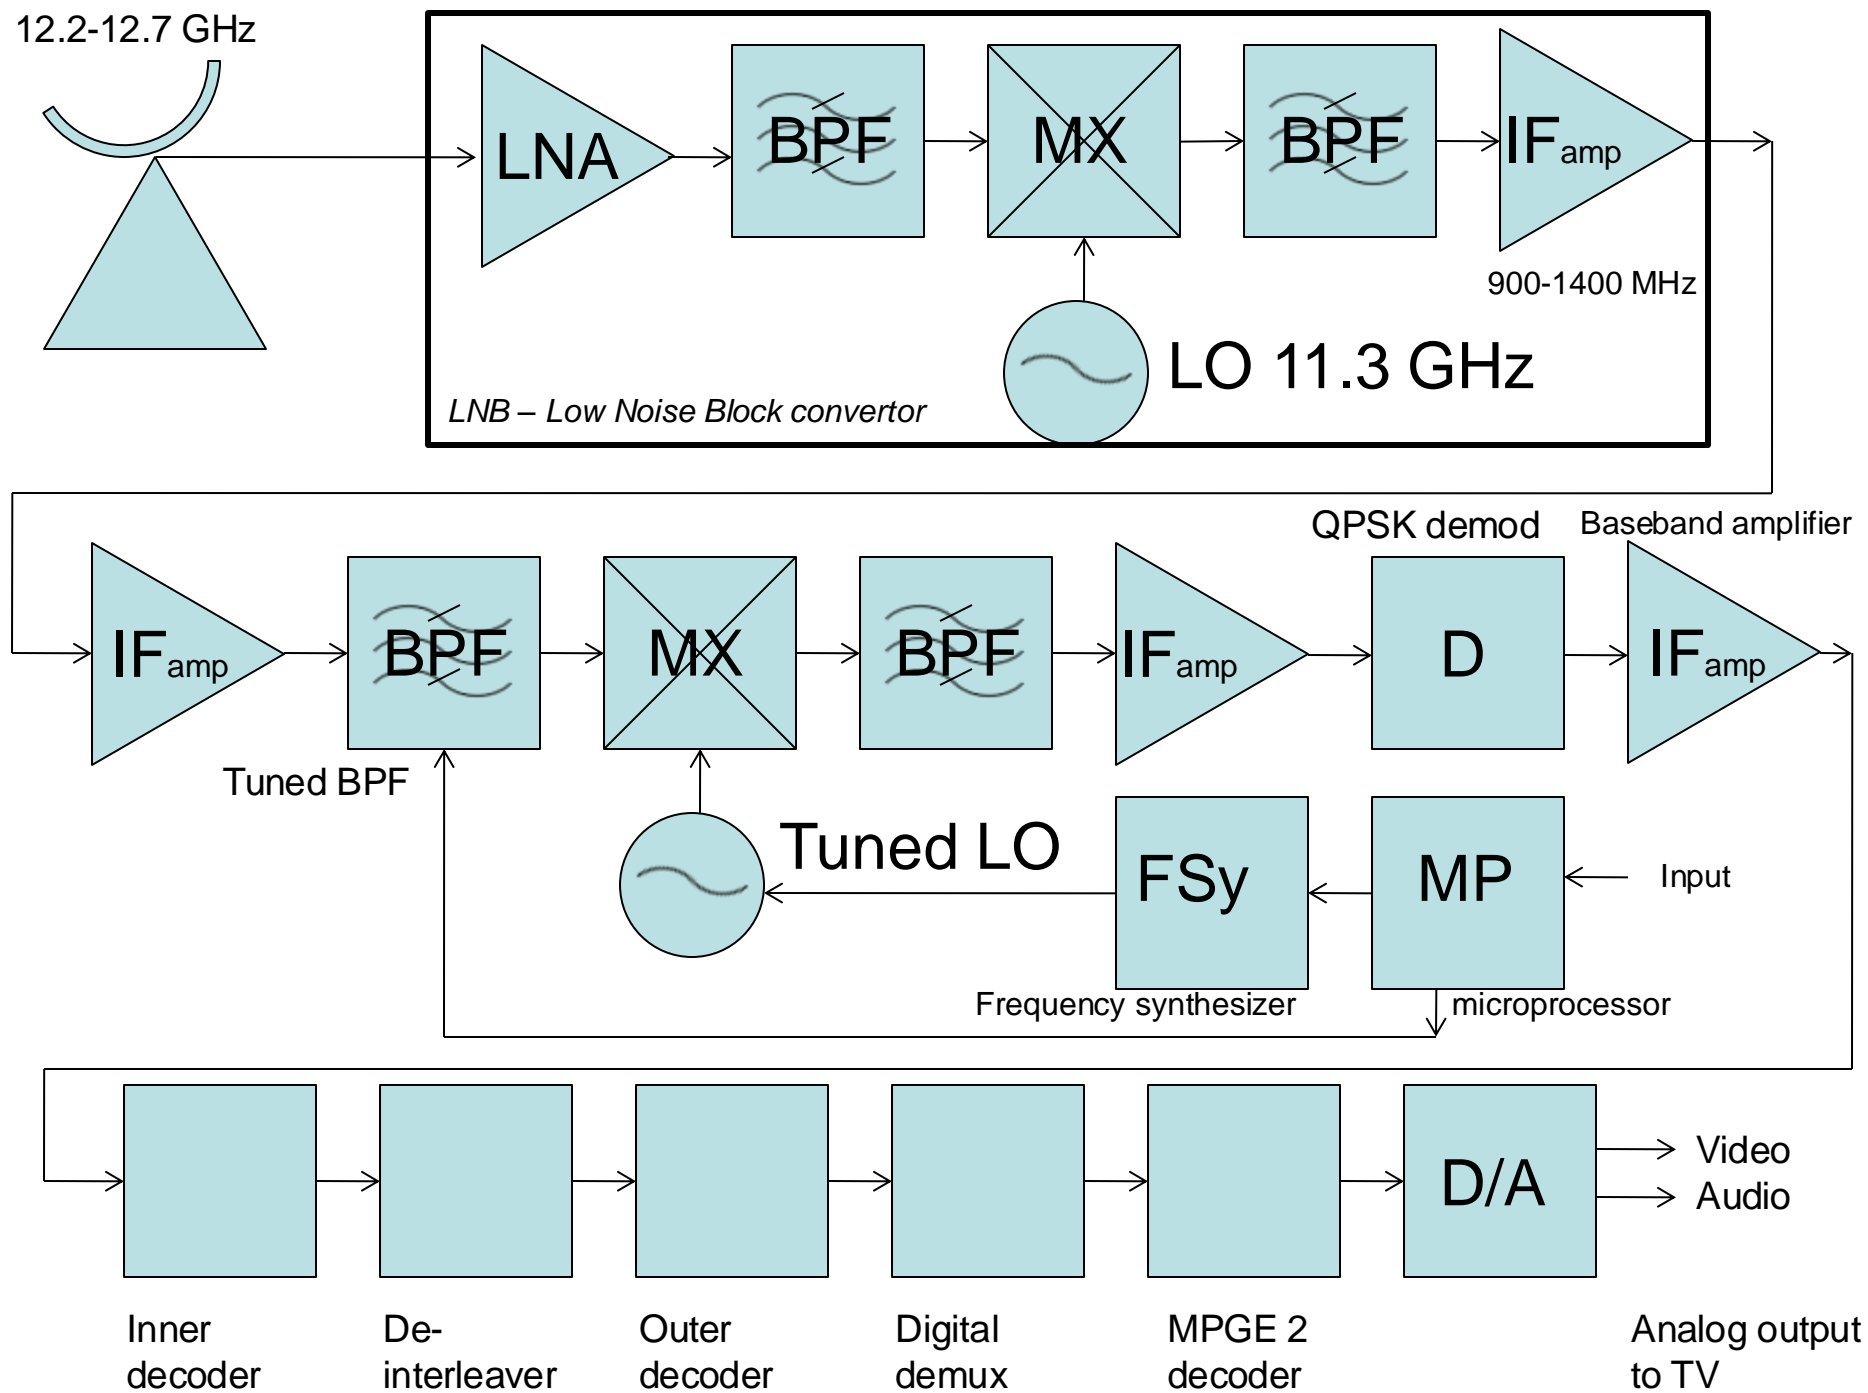 12.2-12.7 GHz
LNA
BPF
MX
BPF
IFamp
900-1400 MHz
LO 11.3 GHz
LNB – Low Noise Block convertor
QPSK demod
Baseband amplifier
IFamp
BPF
MX
BPF
IFamp
D
IFamp
Tuned BPF
Tuned LO
FSy
MP
Input
Frequency synthesizer
microprocessor
D/A
Video
Audio
Inner
decoder
De-
interleaver
Outer
decoder
Digital
demux
MPGE 2
decoder
Analog output
to TV